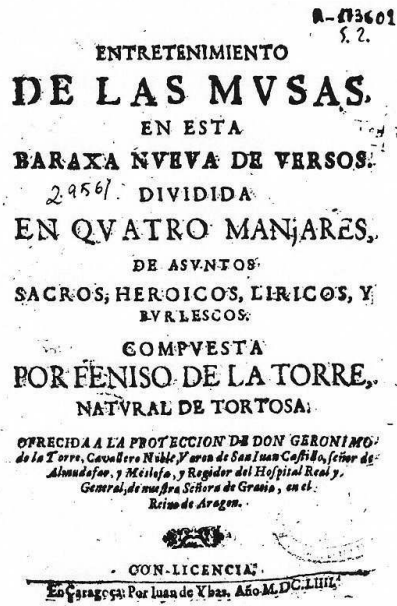 R-173601
5. 2.
ENTRETENIMIENTO
DE LAS MVSAS,
EN ESTA
BARAXA NVEVA DE VERSOS.
2956/
DIVIDIDA
EN QVATRO MANJARES,
DE ASVNTOS
SACROS, HEROICOS, LIRICOS, Y
BVRLESCOS.
COMPVESTA
POR FENISO DE LA TORRE,
NATVRAL DE TORTOSA.
OFRECIDA A LA PROTECCION DE DON GERONIMO
de la Torre, Cavallero Noble, Varon de San Iuan Castillo, señor de
Almudafar, y Mislofa, y Regidor del Hospital Real y
General, de nuestra Señora de Gracia, en el
Reino de Aragon.
CON LICENCIA,
En Çaragoça; Por Iuan de Ybar. Año M.DC.LIIII.